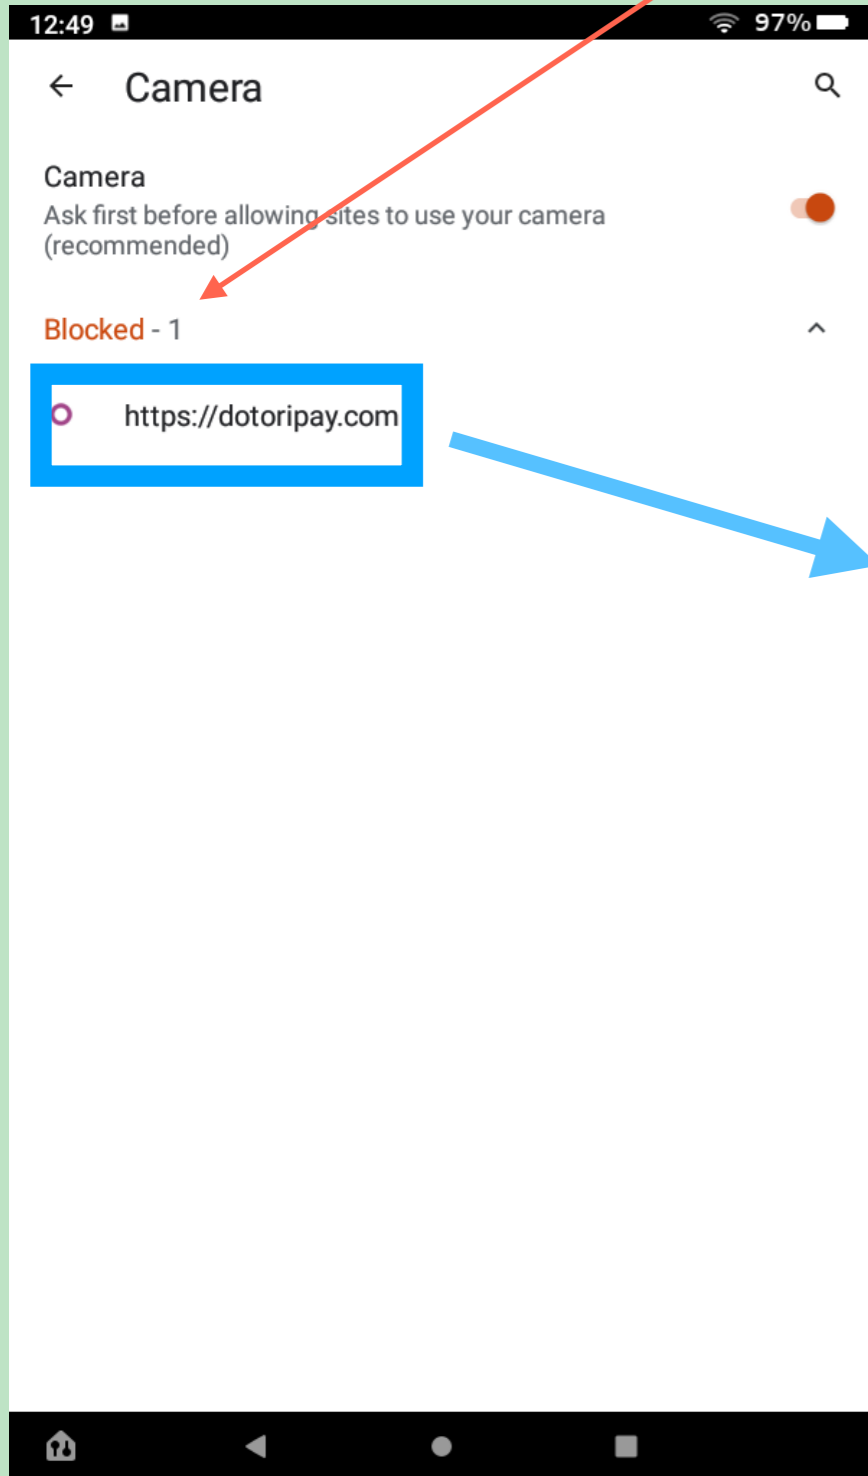 12:49 97%
Camera
Camera
Ask first before allowing sites to use your camera
(recommended)
Blocked - 1
https://dotoripay.com